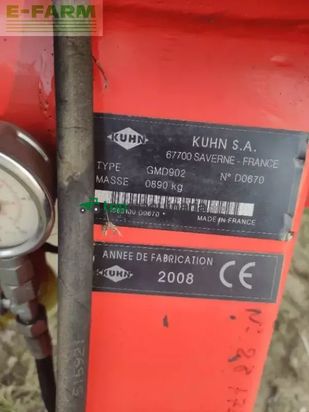 E-FARM
KUHN
KUHN S.A.
67700 SAVERNE - FRANCE
TYPE GMD902 N° D0670
MASSE 0890 kg
MADE IN FRANCE
ANNÉE DE FABRICATION
KUHN 2008 CE